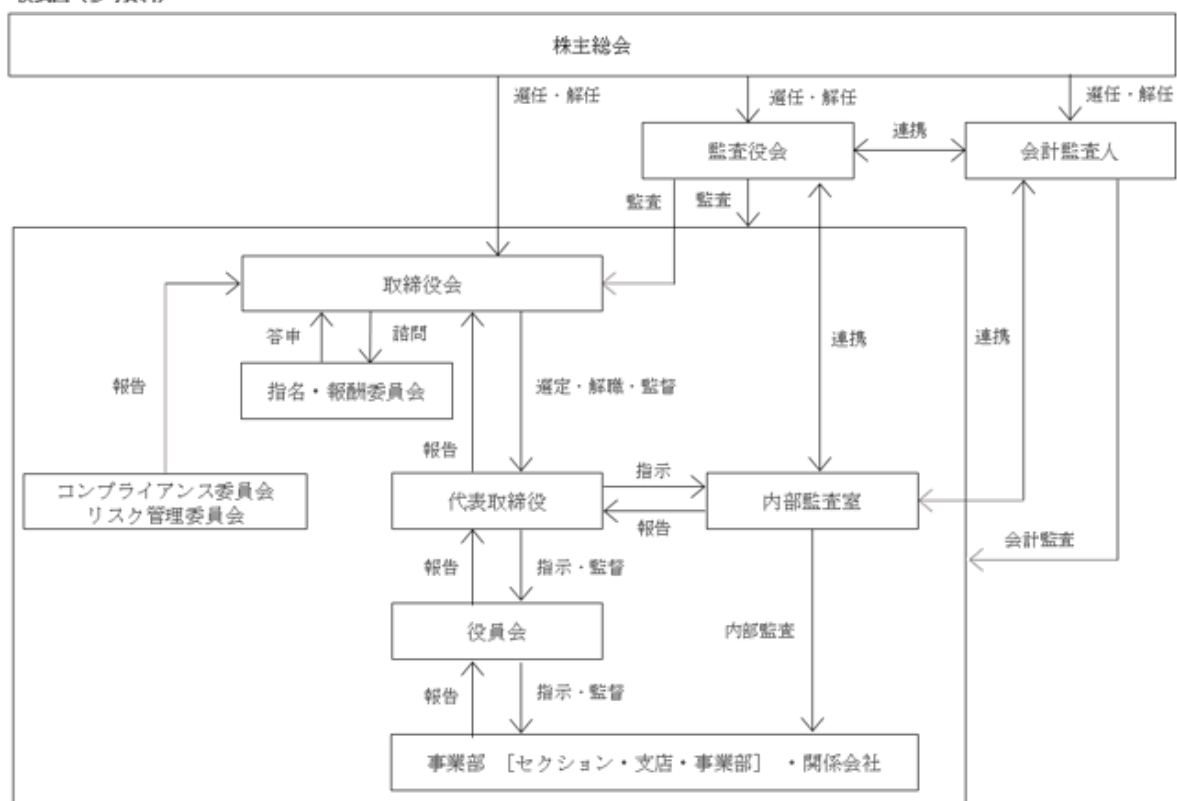 株主総会
選任・解任
選任・解任
選任・解任
監査役会
連携
会計監査人
監査
監査
取締役会
答申
諮問
連携
連携
報告
指名・報酬委員会
選定・解職・監督
報告
指示
コンプライアンス委員会
リスク管理委員会
代表取締役
内部監査室
報告
会計監査
報告
指示・監督
役員会
内部監査
報告
指示・監督
事業部 [セクション・支店・事業部] ・関係会社